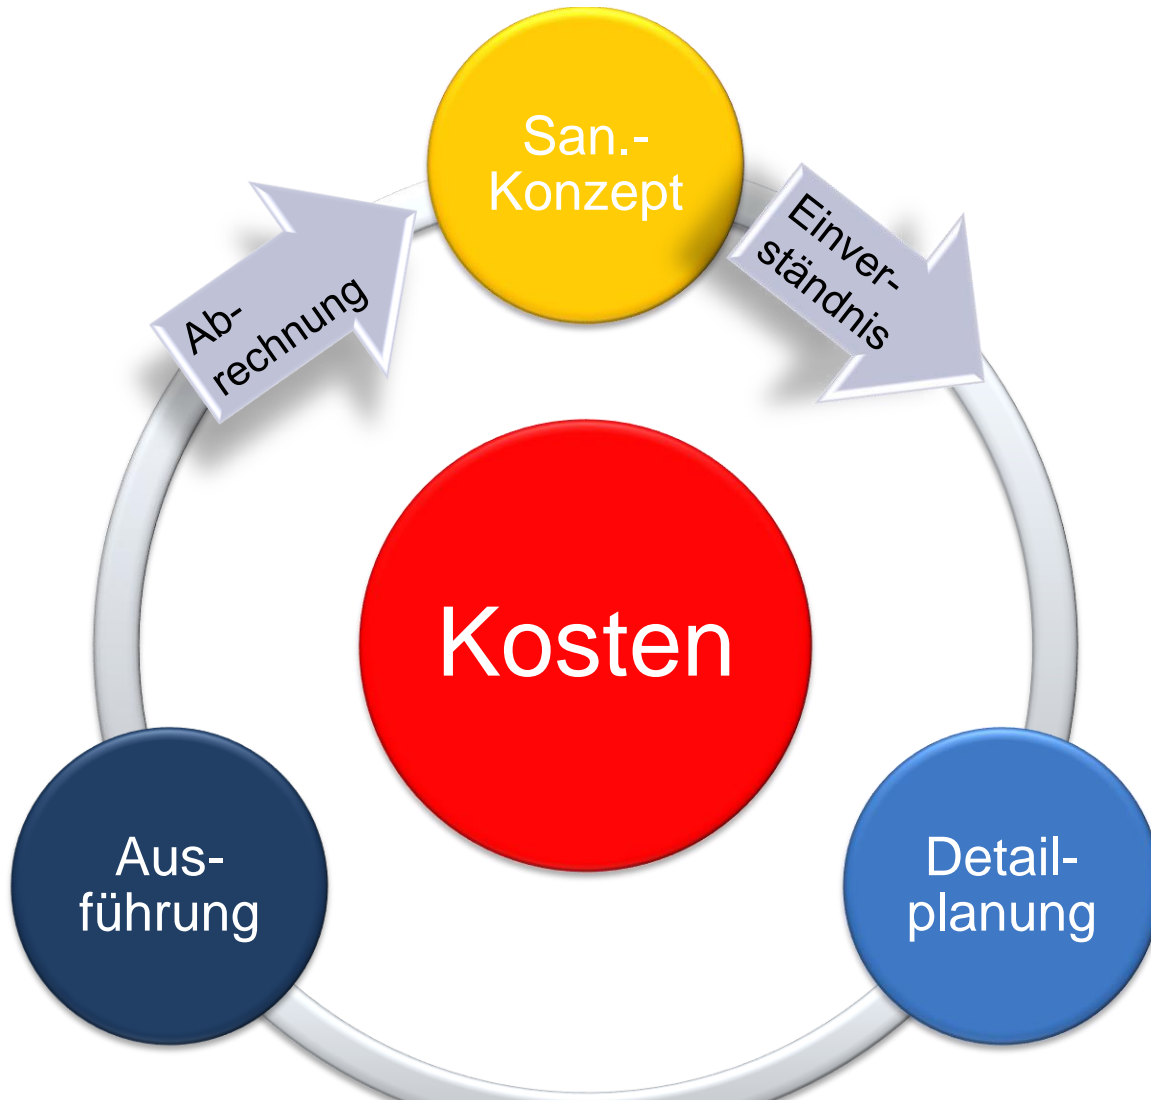 San.-
Konzept
Einver-
ständnis
Ab-
rechnung
Kosten
Aus-
führung
Detail-
planung